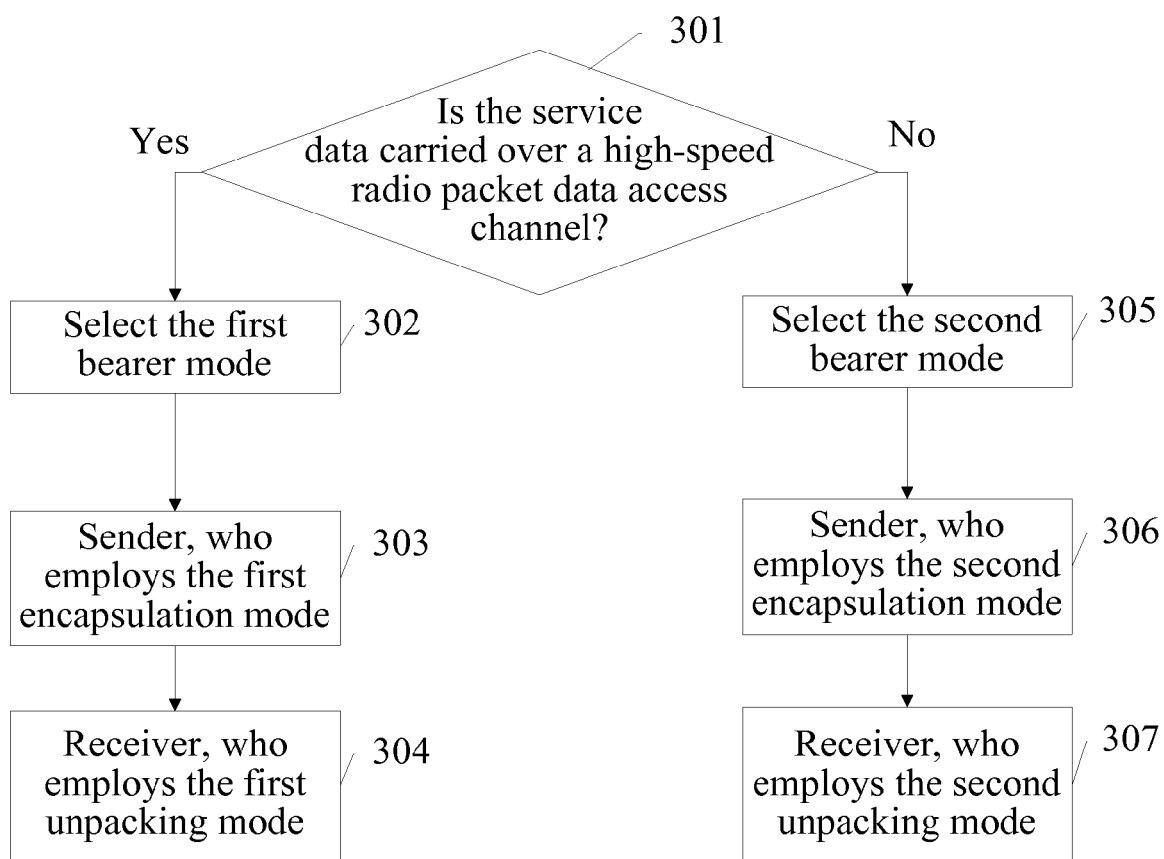 301
Is the service
data carried over a high-speed
radio packet data access
channel?
Yes
No
Select the first
bearer mode
302
Select the second
bearer mode
305
Sender, who
employs the first
encapsulation mode
303
Sender, who
employs the second
encapsulation mode
306
Receiver, who
employs the first
unpacking mode
304
Receiver, who
employs the second
unpacking mode
307